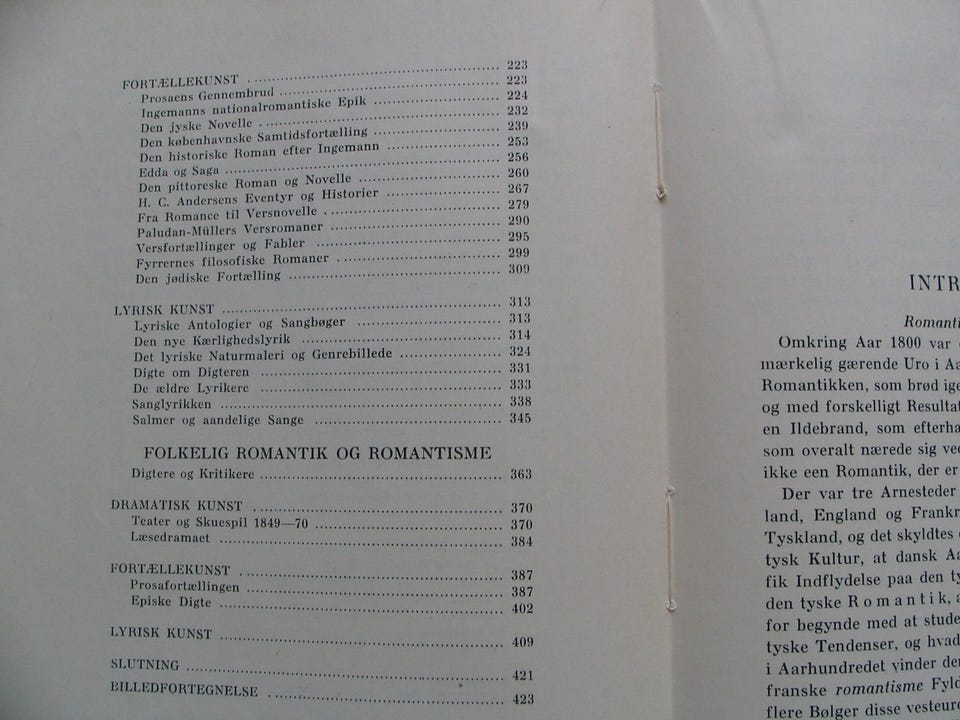 FORTÆLLEKUNST ........ 223
Prosaens Gennembrud ........ 223
Ingemanns nationalromantiske Epik ........ 224
Den jyske Novelle ........ 232
Den københavnske Samtidsfortælling ........ 239
Den historiske Roman efter Ingemann ........ 253
Edda og Saga ........ 256
Den pittoreske Roman og Novelle ........ 260
H. C. Andersens Eventyr og Historier ........ 267
Fra Romance til Versnovelle ........ 279
Paludan-Müllers Versromaner ........ 290
Versfortællinger og Fabler ........ 295
Fyrrernes filosofiske Romaner ........ 299
Den jødiske Fortælling ........ 309
LYRISK KUNST ........ 313
Lyriske Antologier og Sangbøger ........ 313
Den nye Kærlighedslyrik ........ 314
Det lyriske Naturmaleri og Genrebillede ........ 324
Digte om Digteren ........ 331
De ældre Lyrikere ........ 333
Sanglyrikken ........ 338
Salmer og aandelige Sange ........ 345
FOLKELIG ROMANTIK OG ROMANTISME
Digtere og Kritikere ........ 363
DRAMATISK KUNST ........ 370
Teater og Skuespil 1849—70 ........ 370
Læsedramaet ........ 384
FORTÆLLEKUNST ........ 387
Prosafortællingen ........ 387
Episke Digte ........ 402
LYRISK KUNST ........ 409
SLUTNING ........ 421
BILLEDFORTEGNELSE ........ 423
INTR
Romanti
Omkring Aar 1800 var
mærkelig gærende Uro i Aa
Romantikken, som brød ige
og med forskelligt Resultat
en Ildebrand, som efterha
som overalt nærede sig ved
ikke een Romantik, der er
Der var tre Arnesteder
land, England og Frankr
Tyskland, og det skyldtes
tysk Kultur, at dansk Aa
fik Indflydelse paa den ty
den tyske Romantik,
for begynde med at stude
tyske Tendenser, og hvad
i Aarhundredet vinder de
franske romantisme Fyld
flere Bølger disse vesteuro